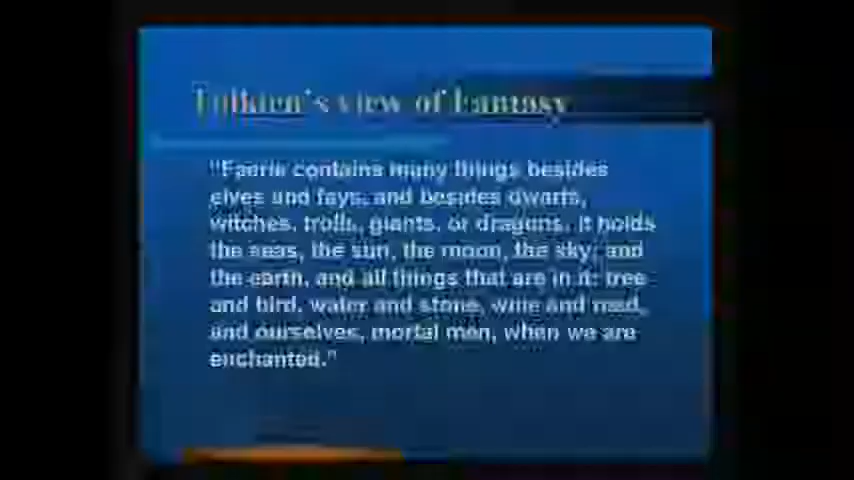 Tolkien's view of Fantasy
"Faerie contains many things besides
elves and fays, and besides dwarfs,
witches, trolls, giants, or dragons. It holds
the seas, the sun, the moon, the sky; and
the earth, and all things that are in it: tree
and bird, water and stone, wine and
and ourselves, mortal men, when we are
enchanted."